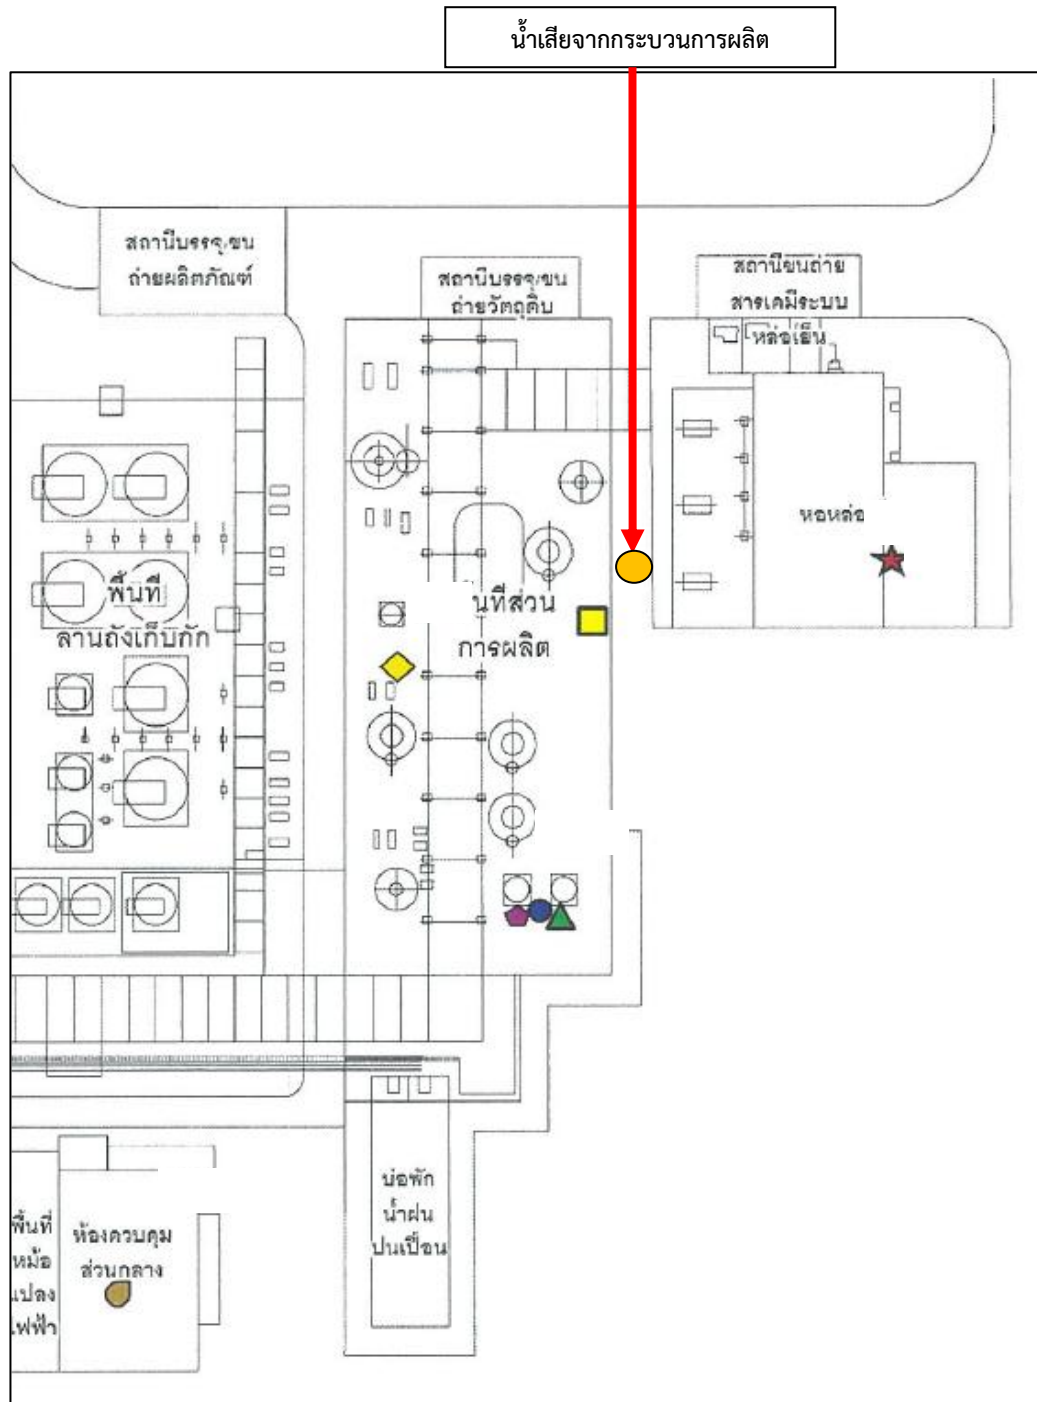 น้ำเสียจากกระบวนการผลิต
สถานีบรรจุ/ขน
ถ่ายผลิตภัณฑ์
สถานีบรรจุ/ขน
ถ่ายวัตถุดิบ
สถานีขนถ่าย
สารเคมีระบบ
หล่อเย็น
หอหล่อ
พื้นที่
ลานถังเก็บกัก
นที่ส่วน
การผลิต
บ่อพัก
น้ำฝน
ปนเปื้อน
พื้นที่
หม้อ
แปลง
ไฟฟ้า
ห้องควบคุม
ส่วนกลาง